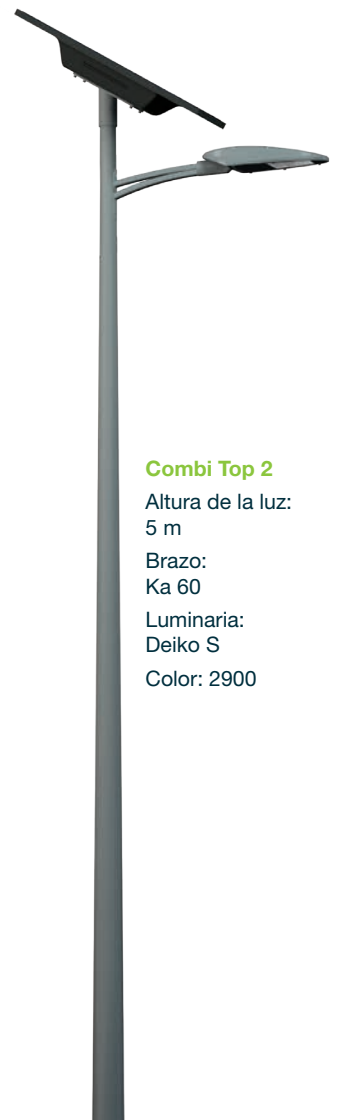 Combi Top 2
Altura de la luz:
5 m
Brazo:
Ka 60
Luminaria:
Deiko S
Color: 2900